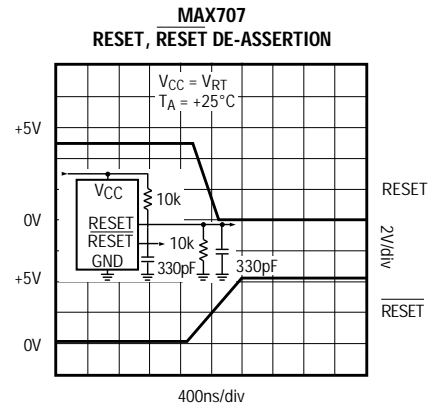 MAX707
RESET, RESET DE-ASSERTION
VCC = VRT
TA = +25°C
+5V
VCC
10k
RESET
0V
RESET
RESET
10k
2V/div
GND
330pF
330pF
+5V
RESET
0V
400ns/div